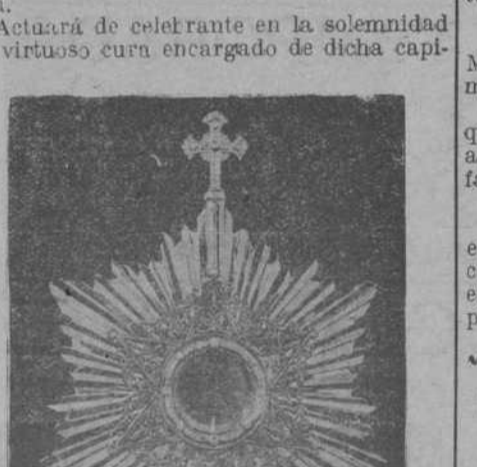 Actuará de celebrante en la solemnidad
virtuoso cura encargado de dicha capi-